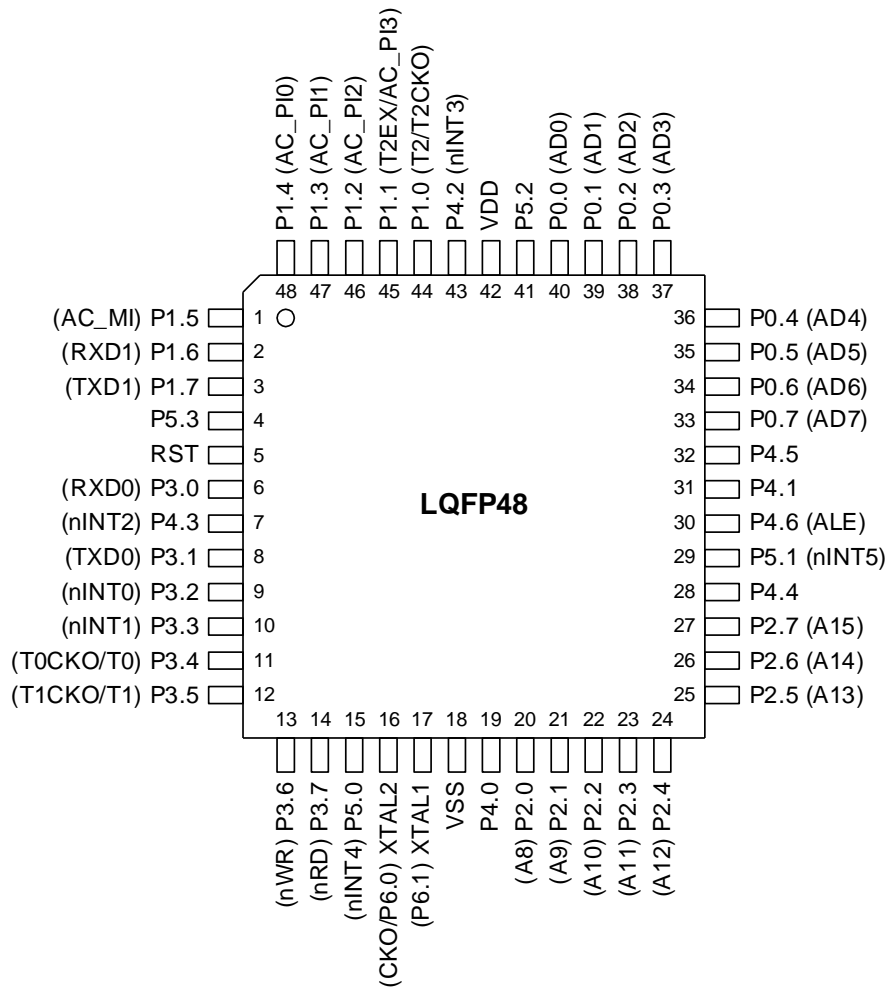 P1.4 (AC_PI0)
P1.3 (AC_PI1)
P1.2 (AC_PI2)
P1.1 (T2EX/AC_PI3)
P1.0 (T2/T2CKO)
P4.2 (nINT3)
VDD
P5.2
P0.0 (AD0)
P0.1 (AD1)
P0.2 (AD2)
P0.3 (AD3)
48 47 46 45 44 43 42 41 40 39 38 37
(AC_MI) P1.5 1 36 P0.4 (AD4)
(RXD1) P1.6 2 35 P0.5 (AD5)
(TXD1) P1.7 3 34 P0.6 (AD6)
P5.3 4 33 P0.7 (AD7)
RST 5 32 P4.5
(RXD0) P3.0 6 31 P4.1
LQFP48
(nINT2) P4.3 7 30 P4.6 (ALE)
(TXD0) P3.1 8 29 P5.1 (nINT5)
(nINT0) P3.2 9 28 P4.4
(nINT1) P3.3 10 27 P2.7 (A15)
(T0CKO/T0) P3.4 11 26 P2.6 (A14)
(T1CKO/T1) P3.5 12 25 P2.5 (A13)
13 14 15 16 17 18 19 20 21 22 23 24
(nWR) P3.6
(nRD) P3.7
(nINT4) P5.0
(CKO/P6.0) XTAL2
(P6.1) XTAL1
VSS
P4.0
(A8) P2.0
(A9) P2.1
(A10) P2.2
(A11) P2.3
(A12) P2.4